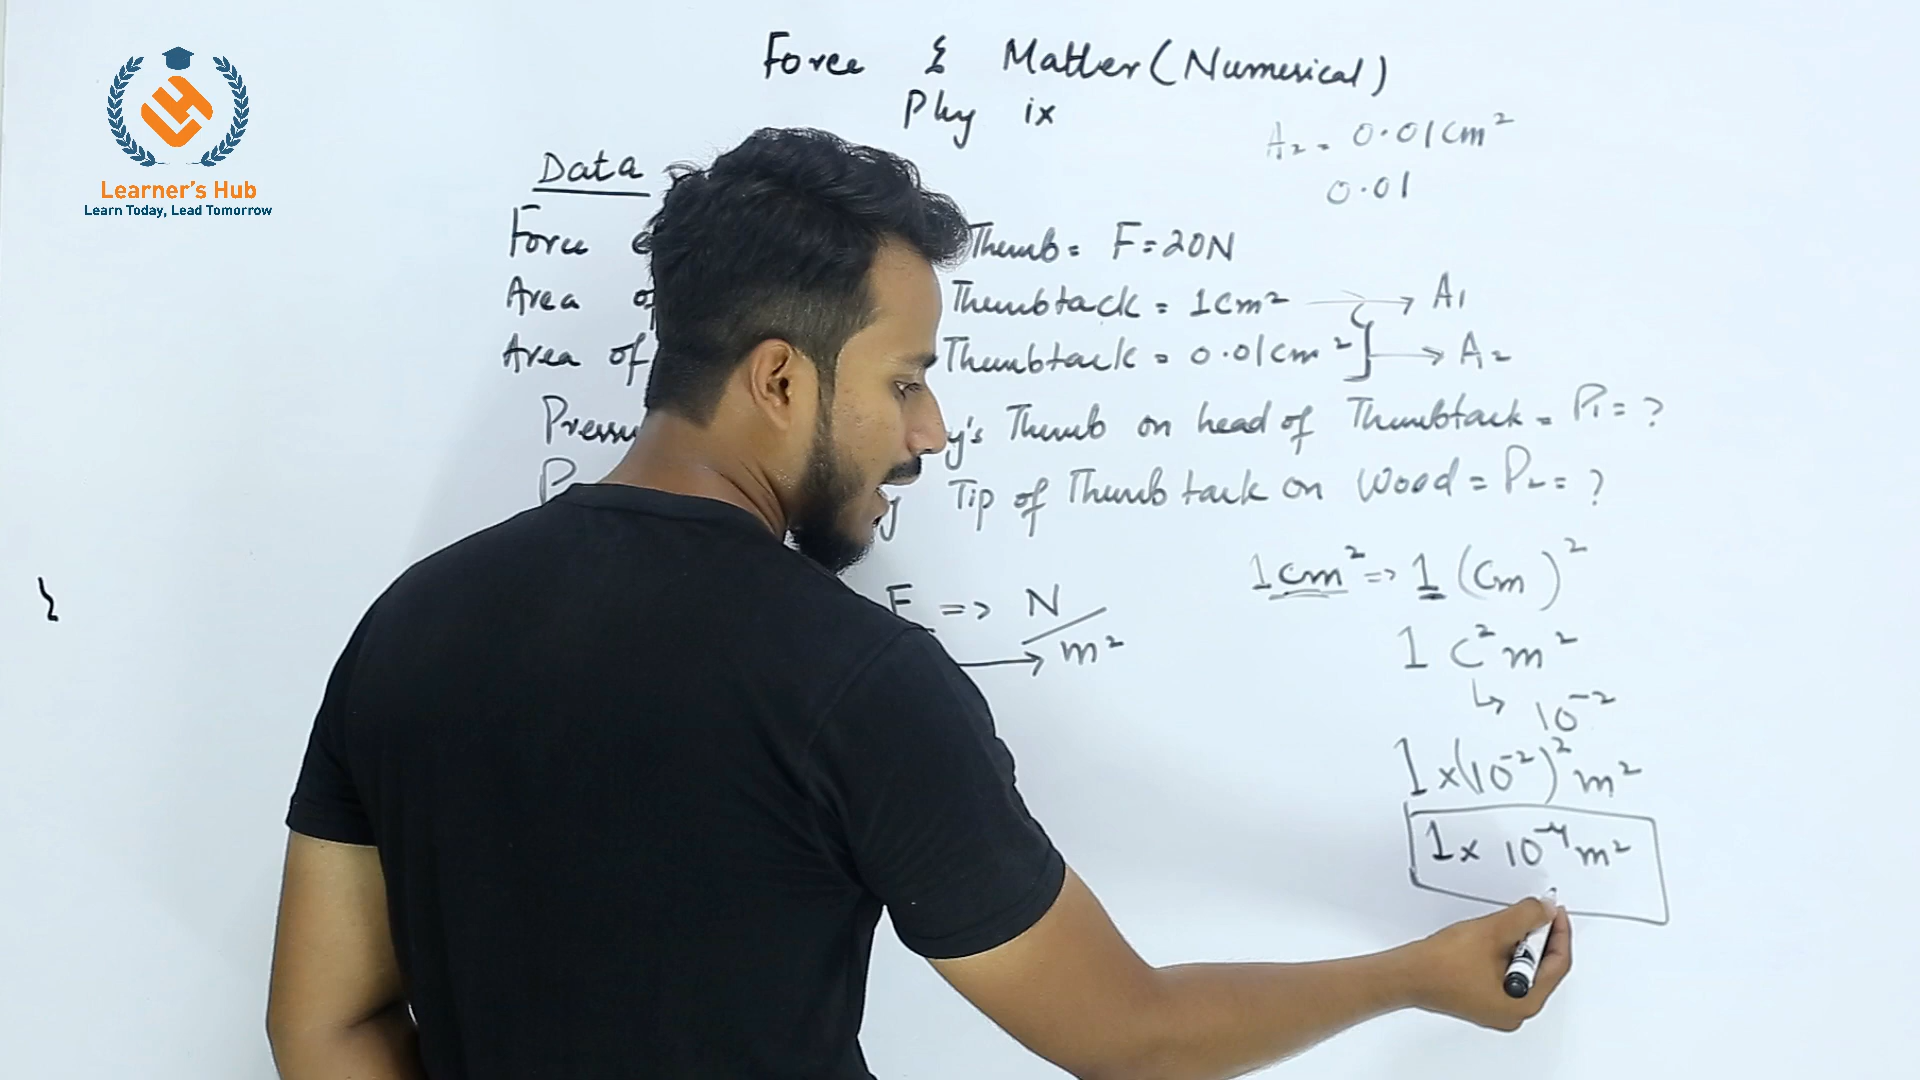 Learner's Hub
Learn Today, Lead Tomorrow
Force & Matter (Numerical)
Phy ix
A2 = 0.01cm²
0.01
Data
Force Thumb = F = 20N
Area of Thumbtack = 1cm² → A1
Area of Thumbtack = 0.01cm² } → A2
y's Thumb on head of Thumbtack = P1 = ?
Tip of Thumbtack on Wood = P2 = ?
F => N / m²
1cm² => 1 (cm)²
1 c² m²
↳ 10⁻²
1 × (10⁻²)² m²
1 × 10⁻⁴ m²